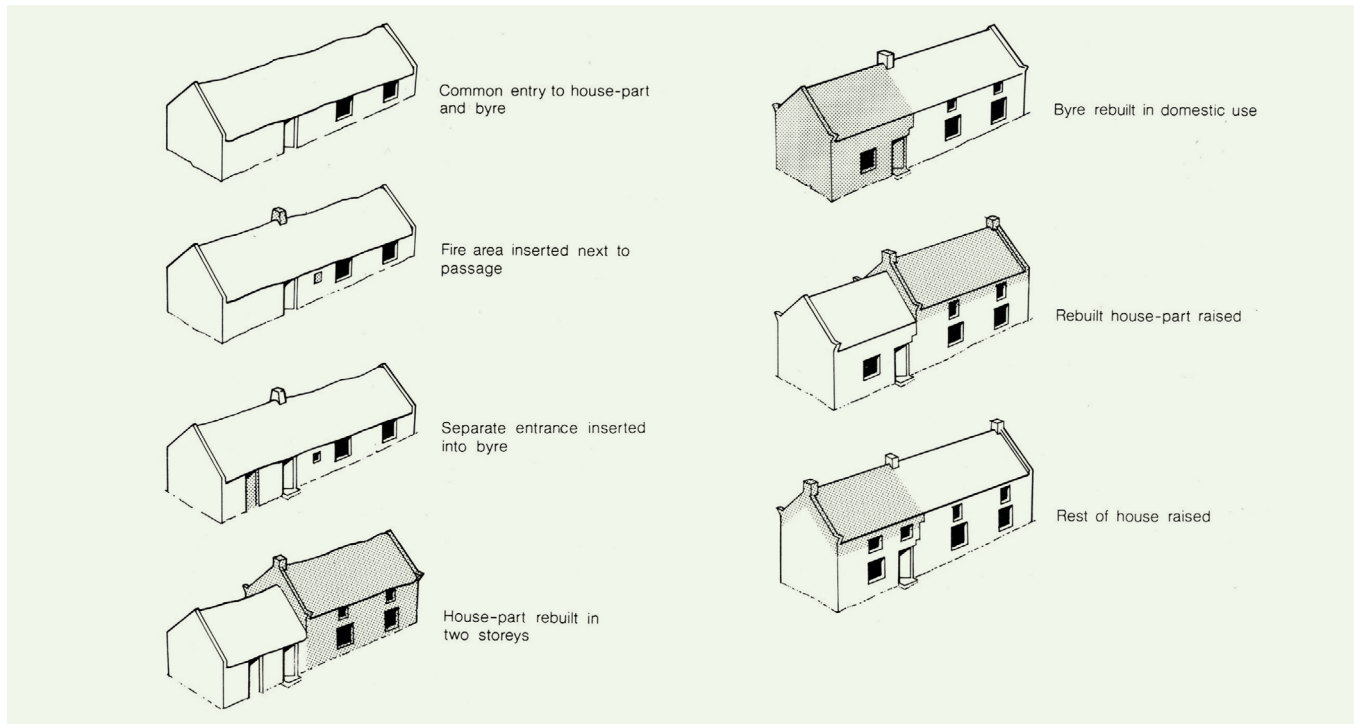 Common entry to house-part
and byre
Fire area inserted next to
passage
Separate entrance inserted
into byre
House-part rebuilt in
two storeys
Byre rebuilt in domestic use
Rebuilt house-part raised
Rest of house raised